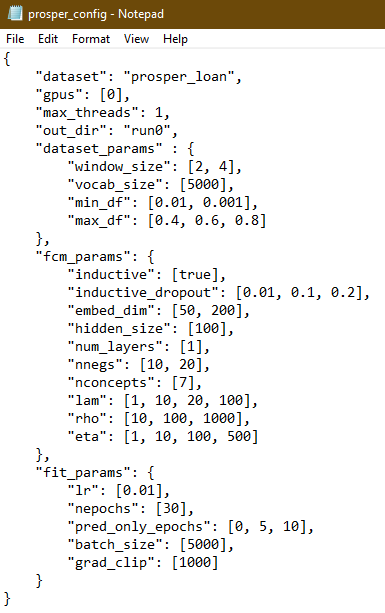 prosper_config - Notepad
File Edit Format View Help
{
    "dataset": "prosper_loan",
    "gpus": [0],
    "max_threads": 1,
    "out_dir": "run0",
    "dataset_params" : {
        "window_size": [2, 4],
        "vocab_size": [5000],
        "min_df": [0.01, 0.001],
        "max_df": [0.4, 0.6, 0.8]
    },
    "fcm_params": {
        "inductive": [true],
        "inductive_dropout": [0.01, 0.1, 0.2],
        "embed_dim": [50, 200],
        "hidden_size": [100],
        "num_layers": [1],
        "nnegs": [10, 20],
        "nconcepts": [7],
        "lam": [1, 10, 20, 100],
        "rho": [10, 100, 1000],
        "eta": [1, 10, 100, 500]
    },
    "fit_params": {
        "lr": [0.01],
        "nepochs": [30],
        "pred_only_epochs": [0, 5, 10],
        "batch_size": [5000],
        "grad_clip": [1000]
    }
}